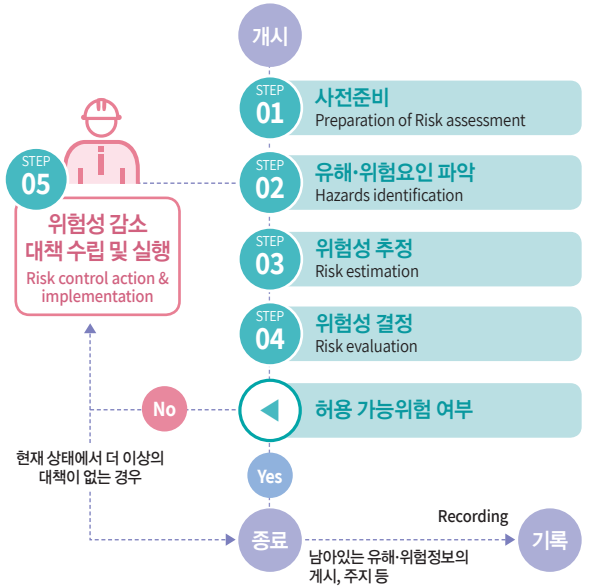 개시
STEP
01
사전준비
Preparation of Risk assessment
STEP
02
유해·위험요인 파악
Hazards identification
STEP
03
위험성 추정
Risk estimation
STEP
04
위험성 결정
Risk evaluation
STEP
05
위험성 감소
대책 수립 및 실행
Risk control action &
implementation
허용 가능위험 여부
No
현재 상태에서 더 이상의
대책이 없는 경우
Yes
종료
Recording
남아있는 유해·위험정보의
게시, 주지 등
기록